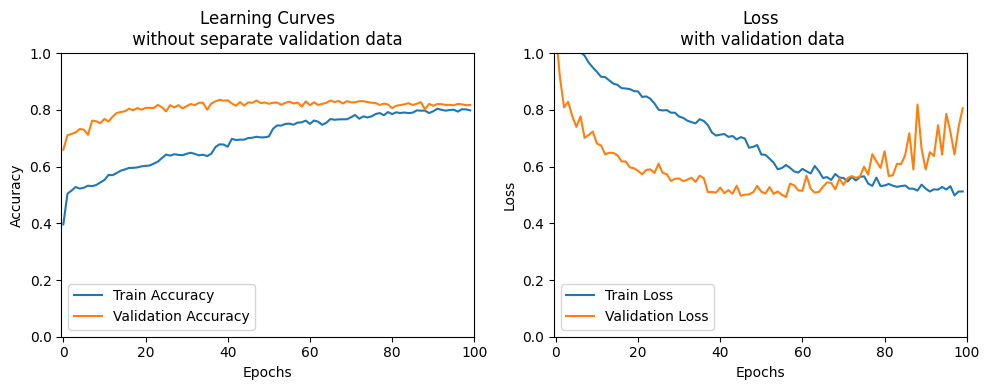 Learning Curves
without separate validation data
1.0
0.8
0.6
0.4
0.2
0.0
Accuracy
Train Accuracy
Validation Accuracy
0 20 40 60 80 100
Epochs
Loss
with validation data
1.0
0.8
0.6
0.4
0.2
0.0
Loss
Train Loss
Validation Loss
0 20 40 60 80 100
Epochs